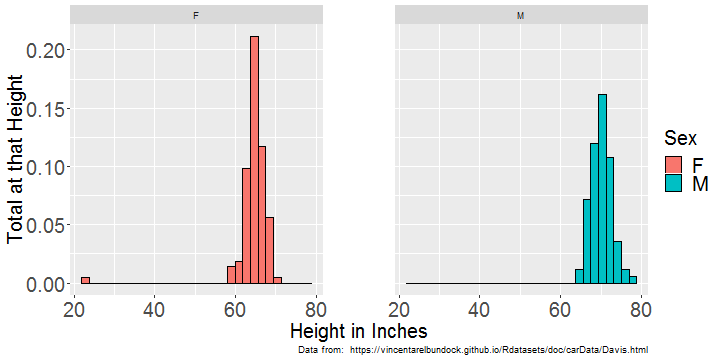 F
M
Total at that Height
0.20
0.15
0.10
0.05
0.00
20 40 60 80
20 40 60 80
Height in Inches
Sex
F
M
Data from: https://vincentarelbundock.github.io/Rdatasets/doc/carData/Davis.html